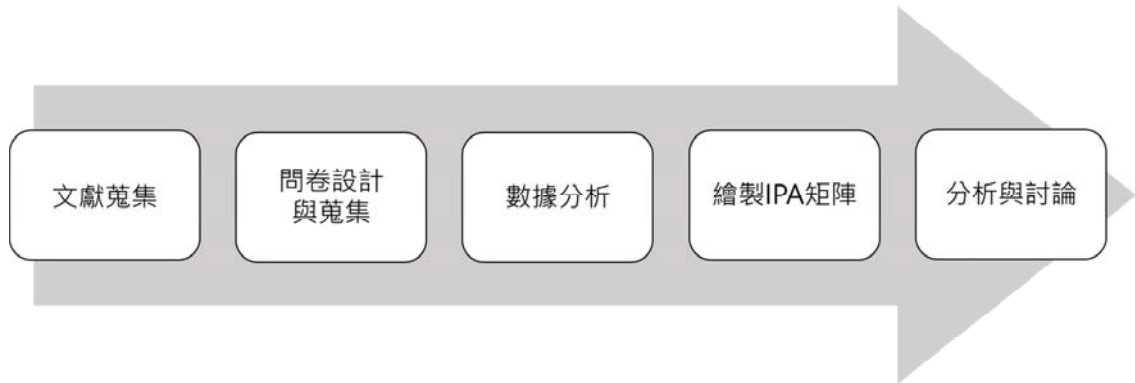 文獻蒐集
問卷設計
與蒐集
數據分析
繪製IPA矩陣
分析與討論